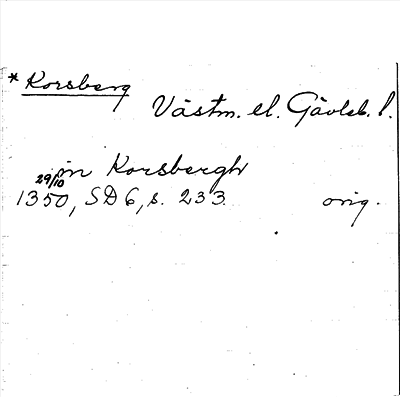 * Korsberg
Västm. el. Gävleb. l.
in Korsbergh
29/10
1350, SD 6, s. 233 orig.